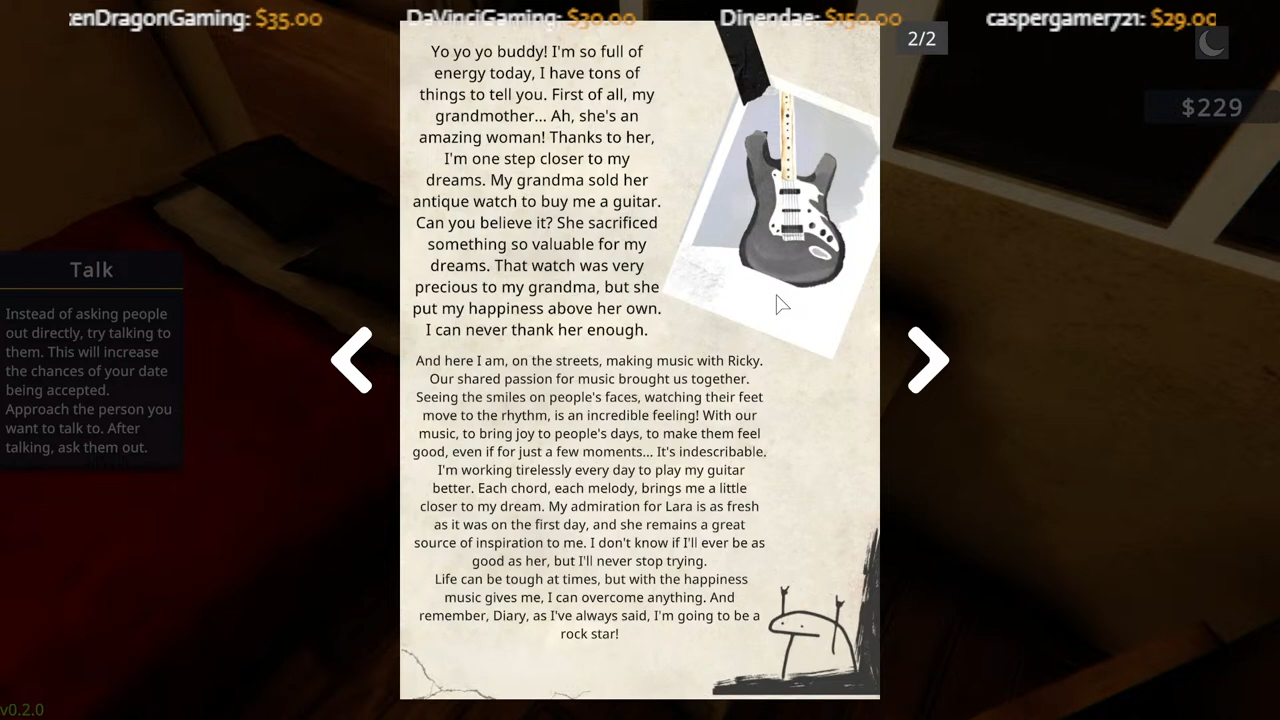 zenDragonGaming: $35.00 DaVinciGaming: $30.00 Dinendae: $150.00 caspergamer721: $29.00
2/2
$229
Yo yo yo buddy! I'm so full of
energy today, I have tons of
things to tell you. First of all, my
grandmother... Ah, she's an
amazing woman! Thanks to her,
I'm one step closer to my
dreams. My grandma sold her
antique watch to buy me a guitar.
Can you believe it? She sacrificed
something so valuable for my
dreams. That watch was very
precious to my grandma, but she
put my happiness above her own.
I can never thank her enough.
And here I am, on the streets, making music with Ricky.
Our shared passion for music brought us together.
Seeing the smiles on people's faces, watching their feet
move to the rhythm, is an incredible feeling! With our
music, to bring joy to people's days, to make them feel
good, even if for just a few moments... It's indescribable.
I'm working tirelessly every day to play my guitar
better. Each chord, each melody, brings me a little
closer to my dream. My admiration for Lara is as fresh
as it was on the first day, and she remains a great
source of inspiration to me. I don't know if I'll ever be as
good as her, but I'll never stop trying.
Life can be tough at times, but with the happiness
music gives me, I can overcome anything. And
remember, Diary, as I've always said, I'm going to be a
rock star!
Talk
Instead of asking people
out directly, try talking to
them. This will increase
the chances of your date
being accepted.
Approach the person you
want to talk to. After
talking, ask them out.
v0.2.0